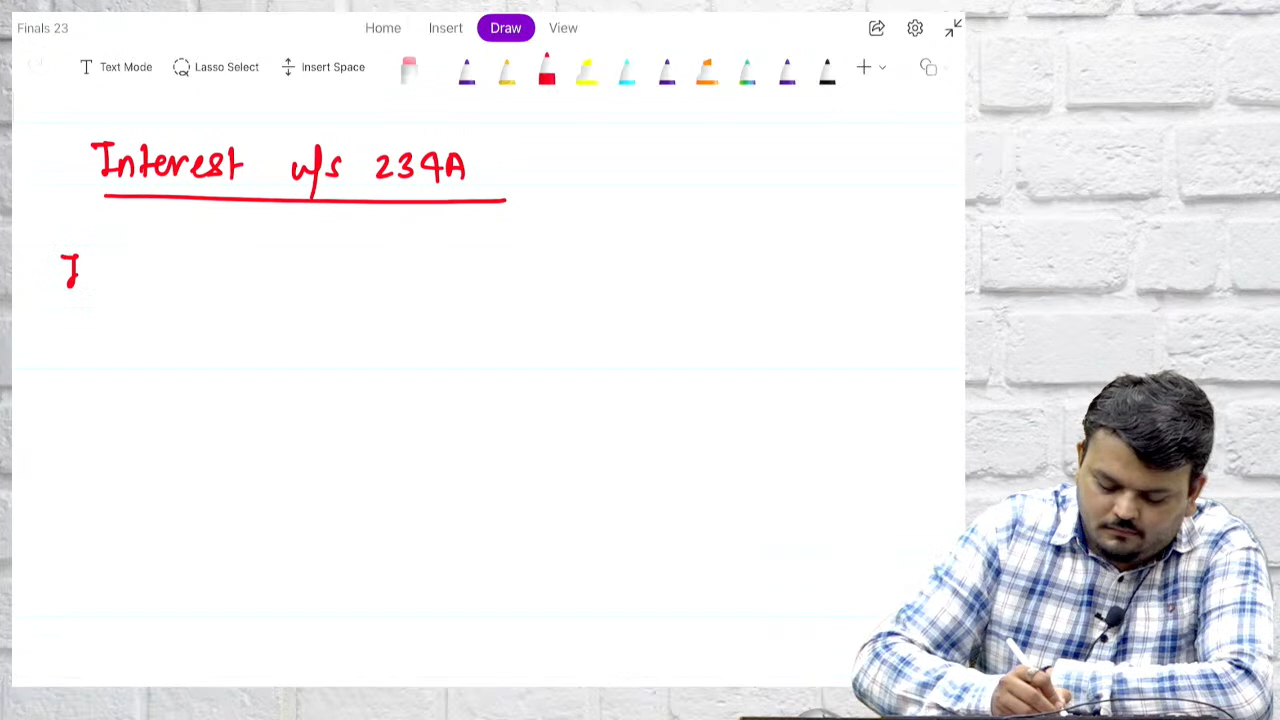 Finals 23
Home Insert Draw View
Text Mode Lasso Select Insert Space
Interest u/s 234A
I